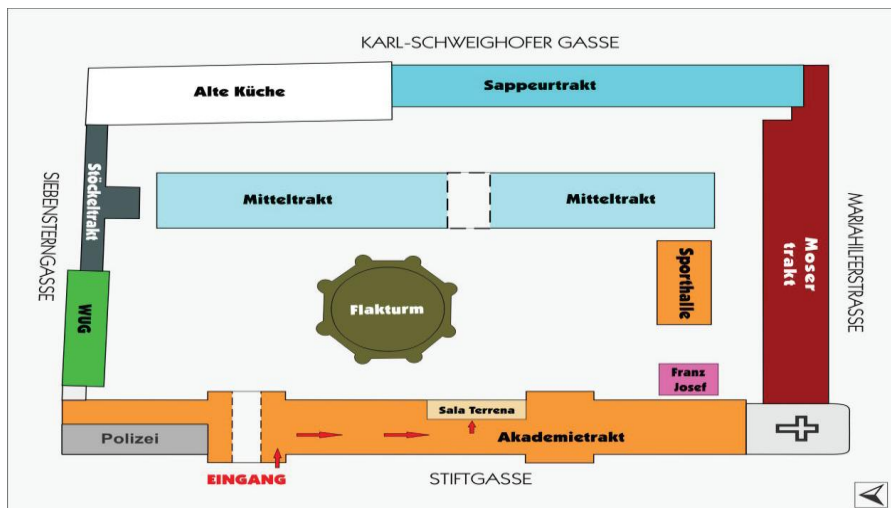 KARL-SCHWEIGHOFER GASSE
Alte Küche
Sappeurtrakt
Stöckeltrakt
SIEBENSTERNGASSE
Mitteltrakt
Mitteltrakt
Moser
trakt
MARIAHILFERSTRASSE
Sporthalle
WUG
Flakturm
Franz
Josef
Sala Terrena
Polizei
Akademietrakt
EINGANG
STIFTGASSE